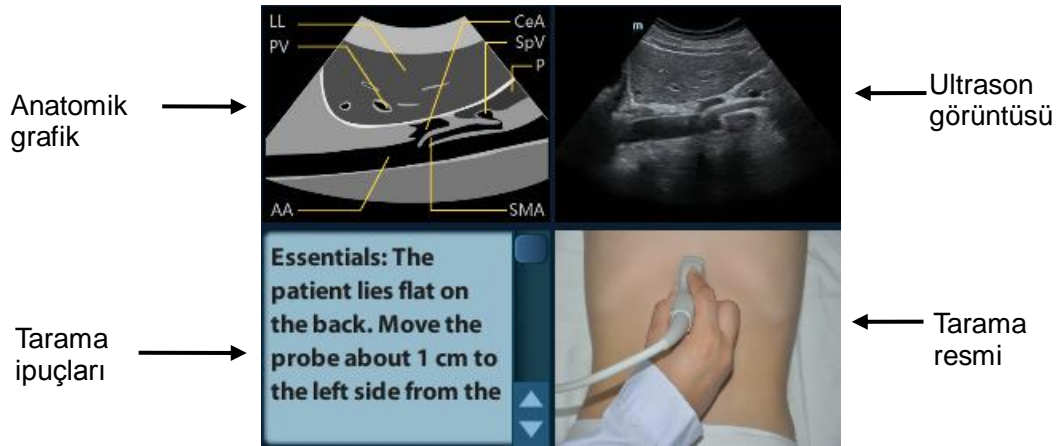 LL
PV
CeA
SpV
P
AA
SMA
m
Anatomik
grafik
Ultrason
görüntüsü
Essentials: The
patient lies flat on
the back. Move the
probe about 1 cm to
the left side from the
Tarama
ipuçları
Tarama
resmi